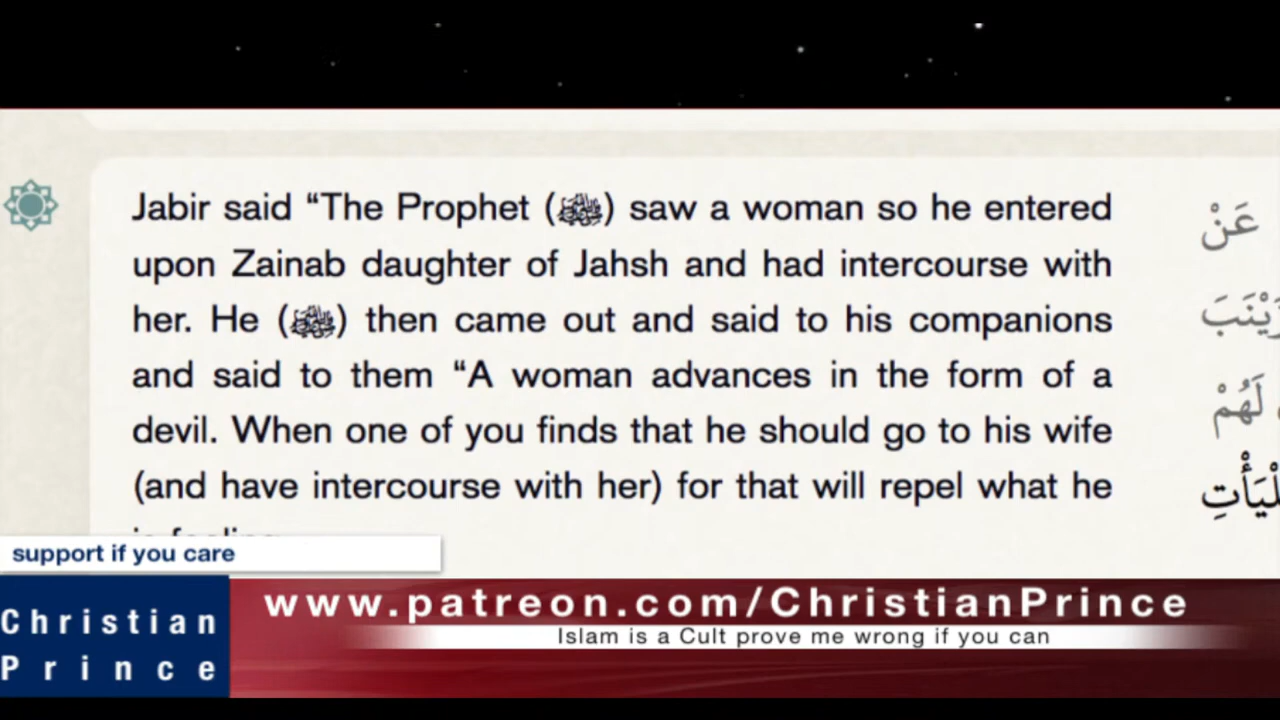 Jabir said “The Prophet (ﷺ) saw a woman so he entered
upon Zainab daughter of Jahsh and had intercourse with
her. He (ﷺ) then came out and said to his companions
and said to them “A woman advances in the form of a
devil. When one of you finds that he should go to his wife
(and have intercourse with her) for that will repel what he
is feeling
عَنْ
زَيْنَبَ
لَهُمْ
support if you care
Christian
Prince
www.patreon.com/ChristianPrince
Islam is a Cult prove me wrong if you can